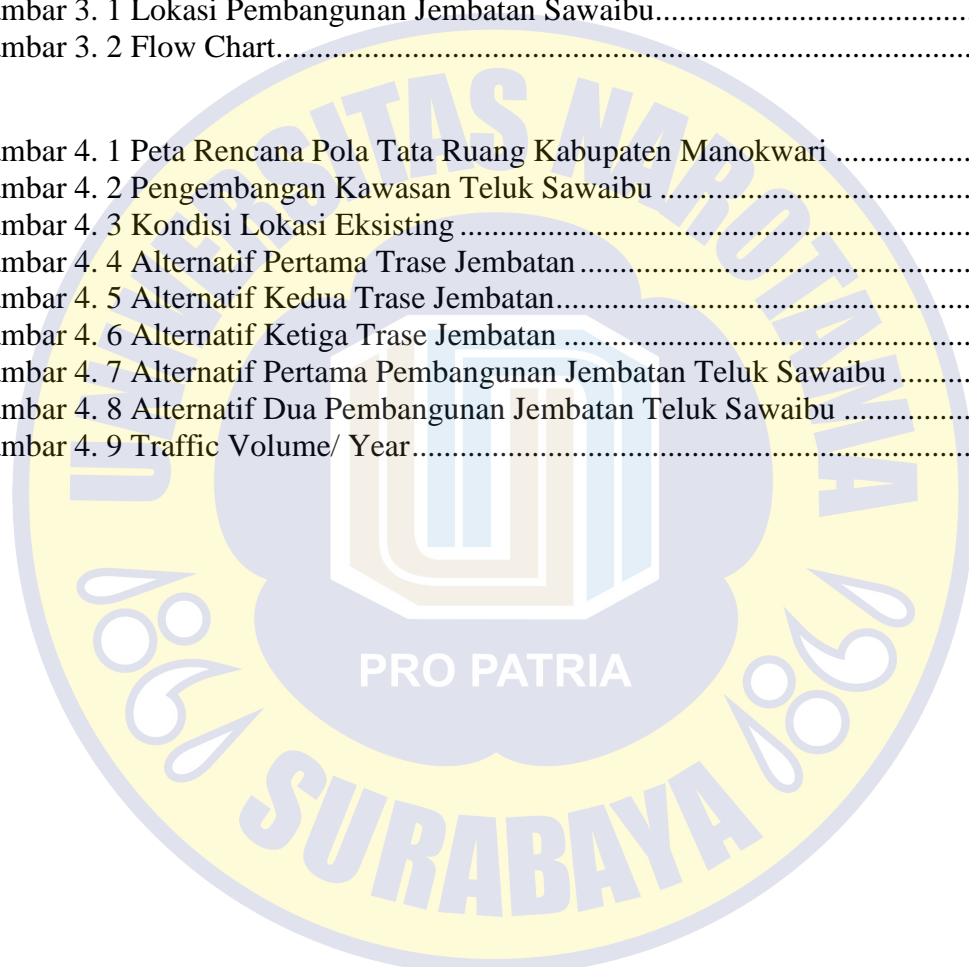 mbar 3. 1 Lokasi Pembangunan Jembatan Sawaibu.....................................
mbar 3. 2 Flow Chart.....................................................................................
mbar 4. 1 Peta Rencana Pola Tata Ruang Kabupaten Manokwari .................
mbar 4. 2 Pengembangan Kawasan Teluk Sawaibu .......................................
mbar 4. 3 Kondisi Lokasi Eksisting ................................................................
mbar 4. 4 Alternatif Pertama Trase Jembatan .................................................
mbar 4. 5 Alternatif Kedua Trase Jembatan....................................................
mbar 4. 6 Alternatif Ketiga Trase Jembatan ...................................................
mbar 4. 7 Alternatif Pertama Pembangunan Jembatan Teluk Sawaibu ..........
mbar 4. 8 Alternatif Dua Pembangunan Jembatan Teluk Sawaibu ................
mbar 4. 9 Traffic Volume/ Year......................................................................
UNIVERSITAS NAROTAMA
PRO PATRIA
1981
SURABAYA
1981